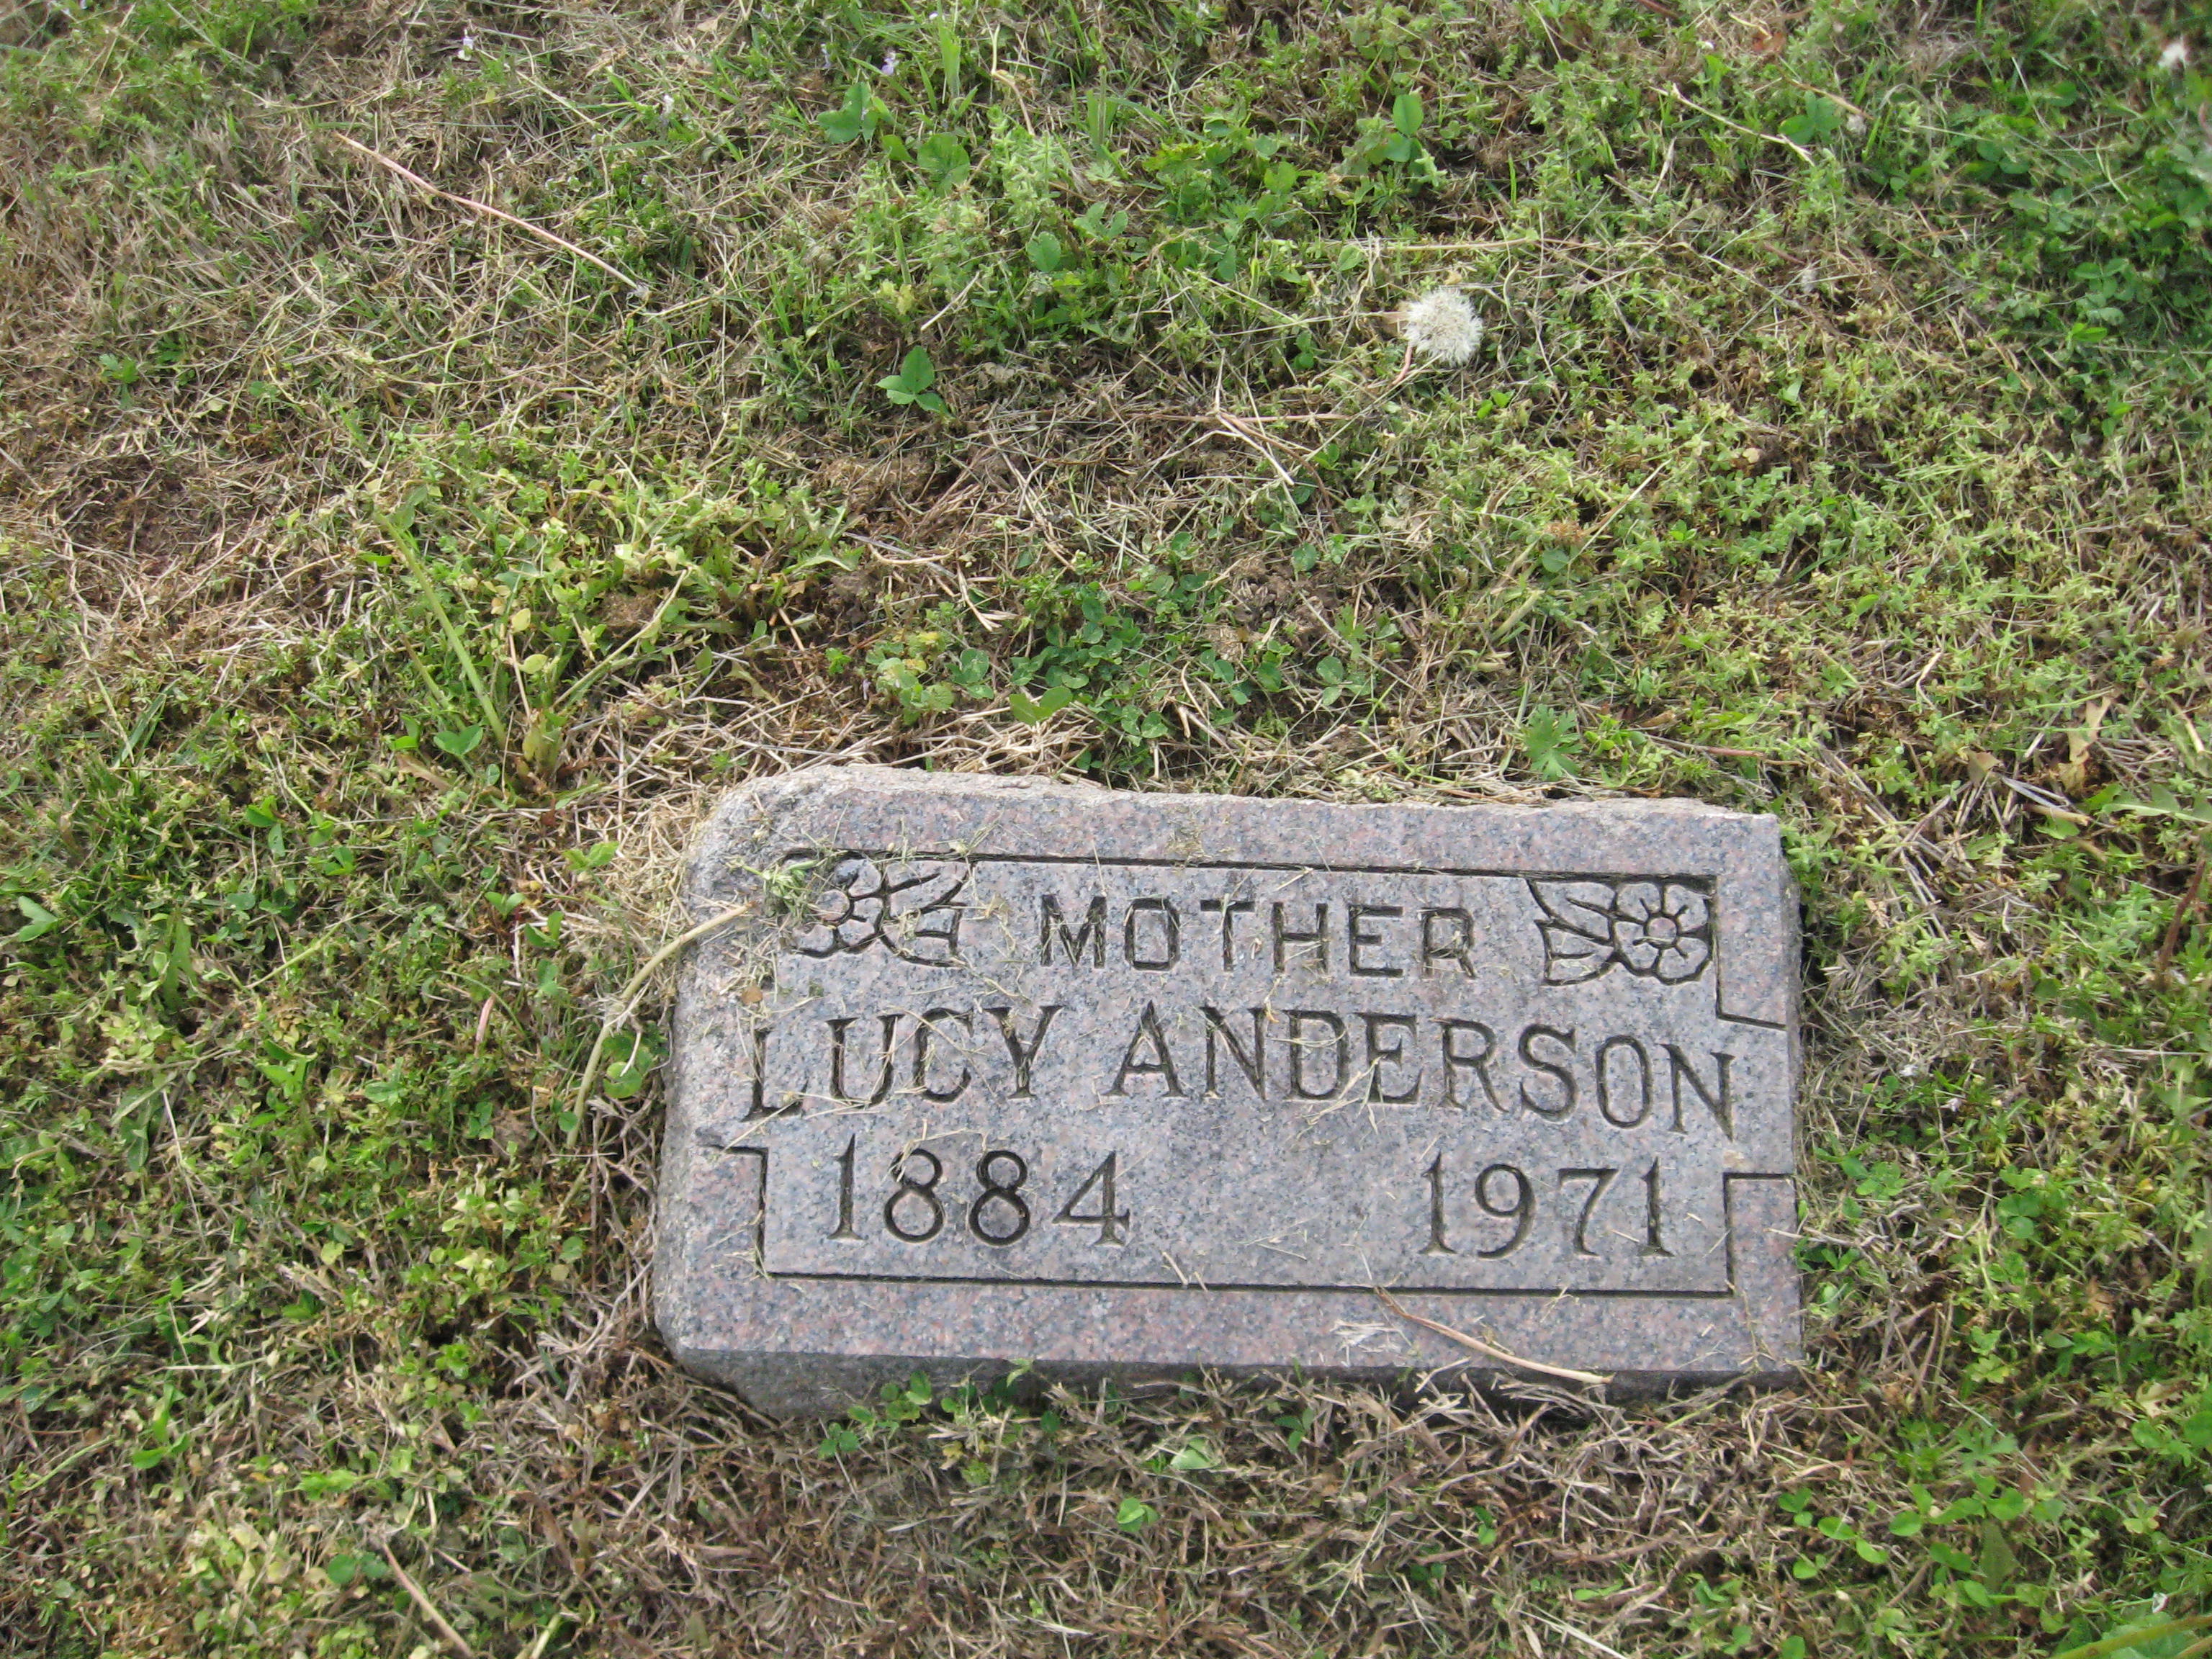 MOTHER
LUCY ANDERSON
1884 1971